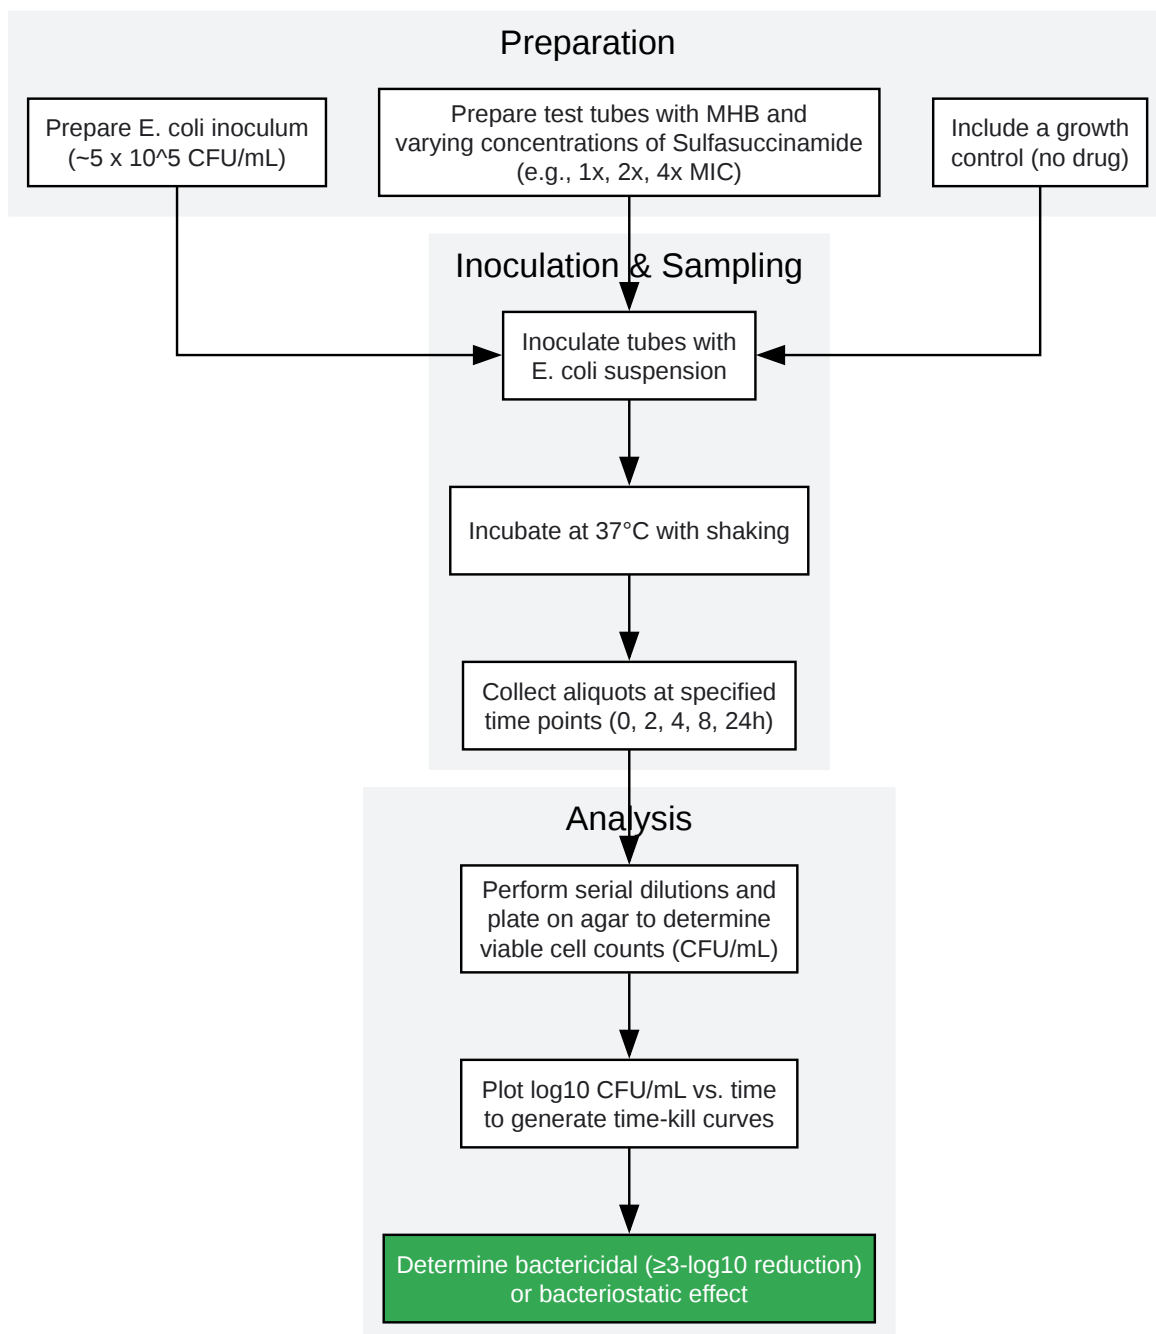 Preparation
Prepare E. coli inoculum
(~5 x 10^5 CFU/mL)
Prepare test tubes with MHB and
varying concentrations of Sulfasuccinamide
(e.g., 1x, 2x, 4x MIC)
Include a growth
control (no drug)
Inoculation & Sampling
Inoculate tubes with
E. coli suspension
Incubate at 37°C with shaking
Collect aliquots at specified
time points (0, 2, 4, 8, 24h)
Analysis
Perform serial dilutions and
plate on agar to determine
viable cell counts (CFU/mL)
Plot log10 CFU/mL vs. time
to generate time-kill curves
Determine bactericidal (≥3-log10 reduction)
or bacteriostatic effect